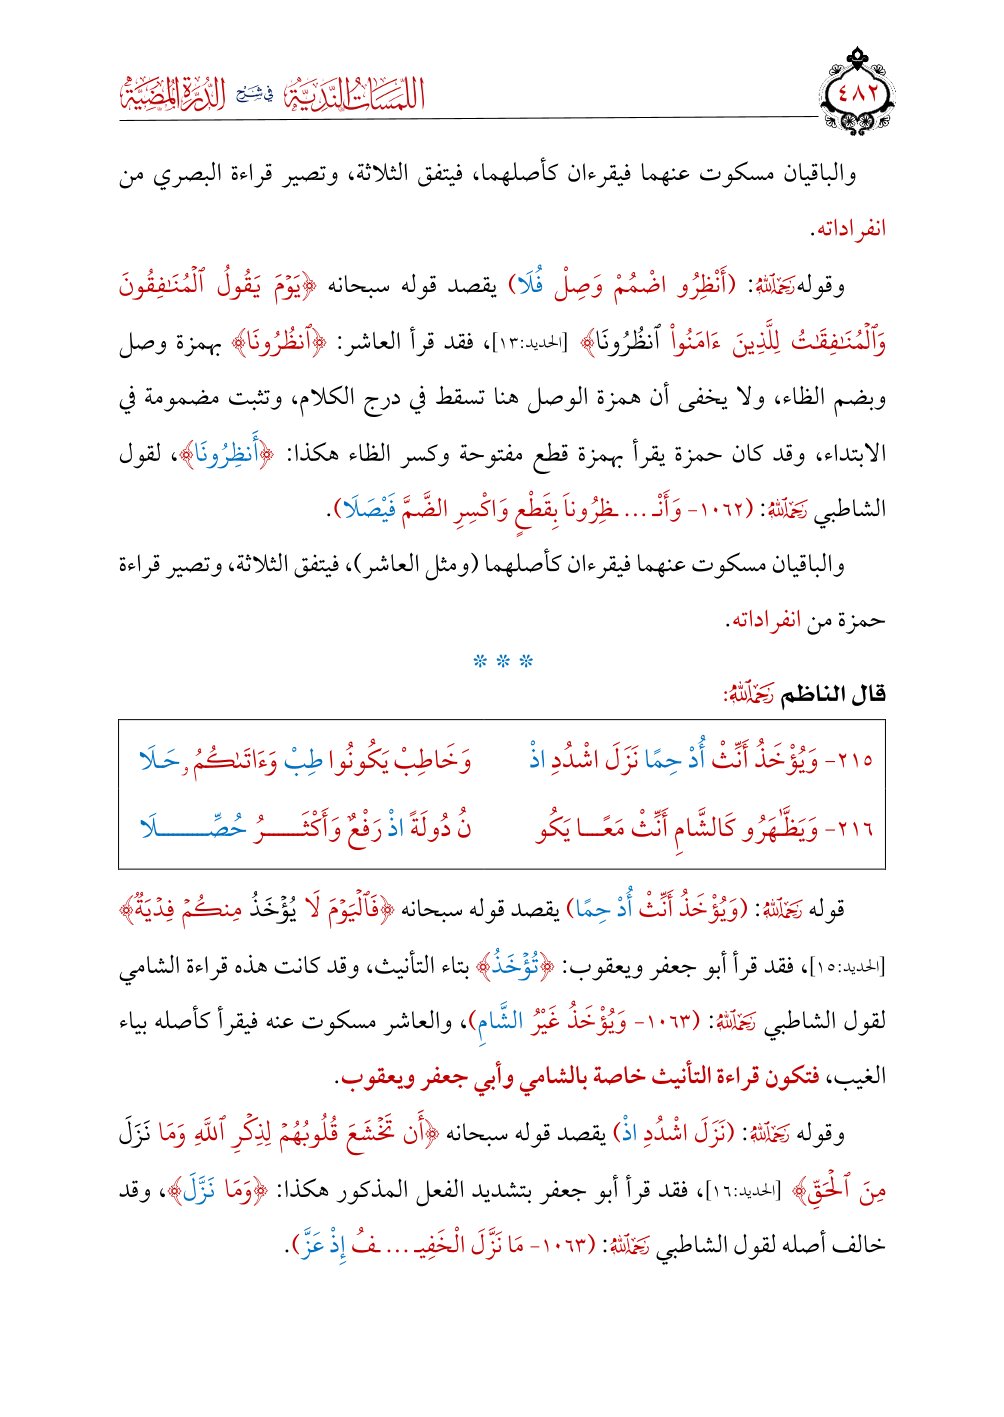 ٤٨٢
اللمسات الندية في شرح الدرة المضية
والباقيان مسكوت عنهما فيقرءان كأصلهما، فيتفق الثلاثة، وتصير قراءة البصري من
انفراداته.
وقوله رَحِمَهُ اللَّهُ: (أَنْظِرُو اضْمُمْ وَصِلْ فُلَا) يقصد قوله سبحانه ﴿يَوْمَ يَقُولُ ٱلْمُنَٰفِقُونَ
وَٱلْمُنَٰفِقَٰتُ لِلَّذِينَ ءَامَنُواْ ٱنظُرُونَا﴾ [الحديد:١٣]، فقد قرأ العاشر: ﴿ٱنظُرُونَا﴾ بهمزة وصل
وبضم الظاء، ولا يخفى أن همزة الوصل هنا تسقط في درج الكلام، وتثبت مضمومة في
الابتداء، وقد كان حمزة يقرأ بهمزة قطع مفتوحة وكسر الظاء هكذا: ﴿أَنظِرُونَا﴾، لقول
الشاطبي رَحِمَهُ اللَّهُ: (١٠٦٢- وَأَنْـ ... ـظِرُونَا بِقَطْعٍ وَاكْسِرِ الضَّمَّ فَيْصَلَا).
والباقيان مسكوت عنهما فيقرءان كأصلهما (ومثل العاشر)، فيتفق الثلاثة، وتصير قراءة
حمزة من انفراداته.
* * *
قال الناظم رَحِمَهُ اللَّهُ:
٢١٥- وَيُؤْخَذُ أَنِّثْ أُدْ حِمًا نَزَلَ اشْدُدِ اذْ وَخَاطِبْ يَكُونُوا طِبْ وَءَاتَىٰكُمُۥ حَلَا
٢١٦- وَيَظَّٰهَرُو كَالشَّامِ أَنِّثْ مَعًـا يَكُو نُ دُولَةً اذْ رَفْعٌ وَأَكْثَـــرُ حُصِّـــلَا
قوله رَحِمَهُ اللَّهُ: (وَيُؤْخَذُ أَنِّثْ أُدْ حِمًا) يقصد قوله سبحانه ﴿فَٱلْيَوْمَ لَا يُؤْخَذُ مِنكُمْ فِدْيَةٌ﴾
[الحديد:١٥]، فقد قرأ أبو جعفر ويعقوب: ﴿تُؤْخَذُ﴾ بتاء التأنيث، وقد كانت هذه قراءة الشامي
لقول الشاطبي رَحِمَهُ اللَّهُ: (١٠٦٣- وَيُؤْخَذُ غَيْرُ الشَّامِ)، والعاشر مسكوت عنه فيقرأ كأصله بياء
الغيب، فتكون قراءة التأنيث خاصة بالشامي وأبي جعفر ويعقوب.
وقوله رَحِمَهُ اللَّهُ: (نَزَلَ اشْدُدِ اذْ) يقصد قوله سبحانه ﴿أَن تَخْشَعَ قُلُوبُهُمْ لِذِكْرِ ٱللَّهِ وَمَا نَزَلَ
مِنَ ٱلْحَقِّ﴾ [الحديد:١٦]، فقد قرأ أبو جعفر بتشديد الفعل المذكور هكذا: ﴿وَمَا نَزَّلَ﴾، وقد
خالف أصله لقول الشاطبي رَحِمَهُ اللَّهُ: (١٠٦٣- مَا نَزَّلَ الْخَفِيـ ... ـفُ إِذْ عَزَّ).